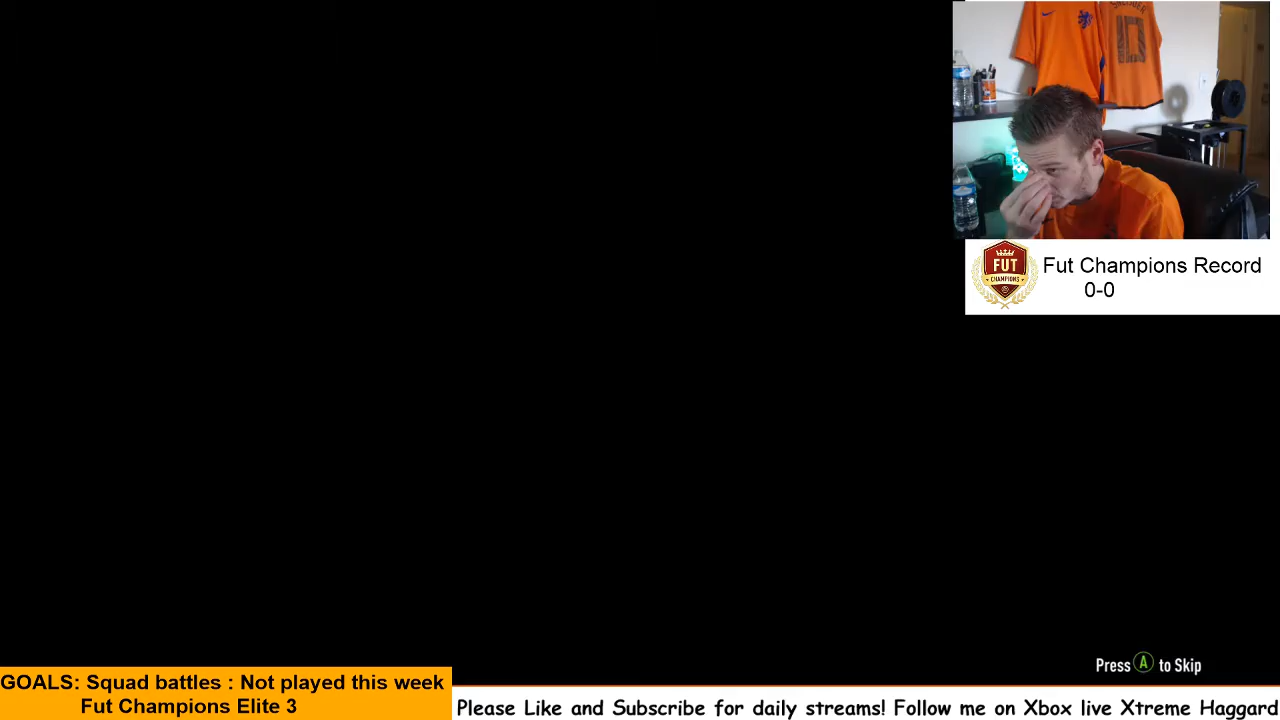 10
FUT
CHAMPIONS
Fut Champions Record
0-0
Press A to Skip
GOALS: Squad battles : Not played this week
Fut Champions Elite 3
Please Like and Subscribe for daily streams! Follow me on Xbox live Xtreme Haggard